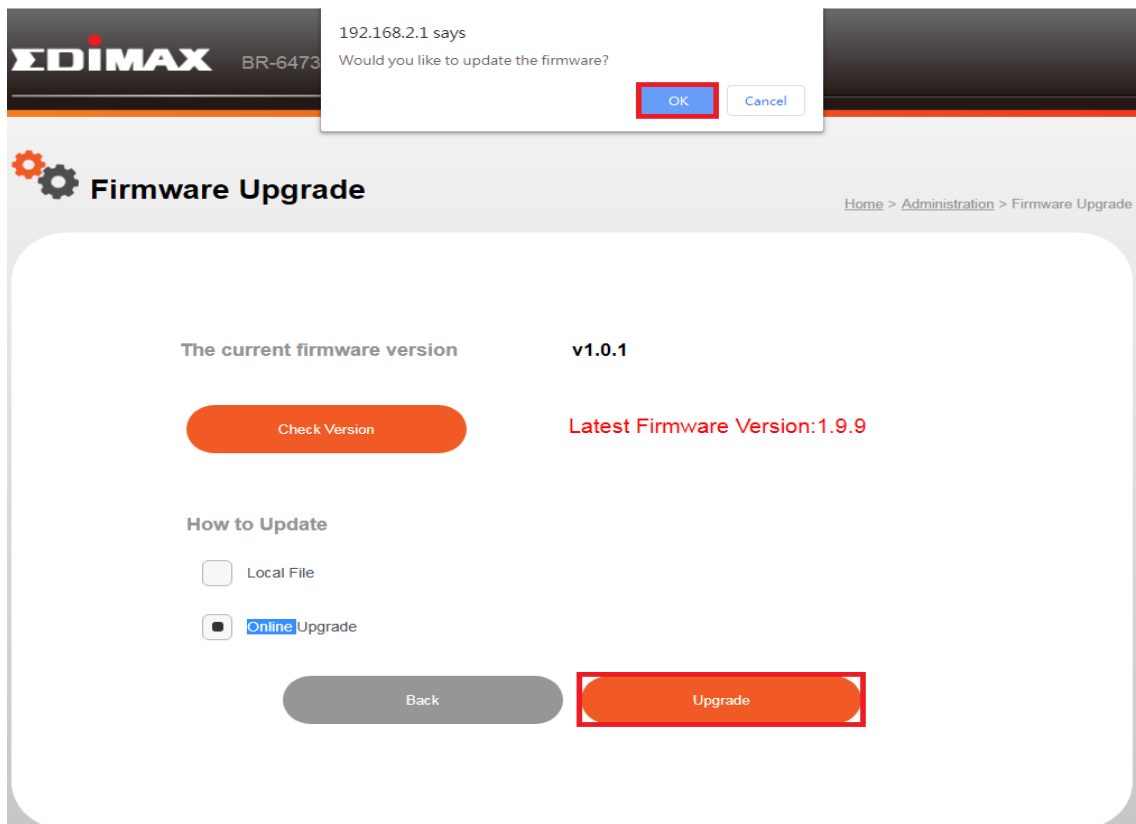 192.168.2.1 says
EDIMAX BR-6473
Would you like to update the firmware?
OK Cancel
Firmware Upgrade
Home > Administration > Firmware Upgrade
The current firmware version v1.0.1
Check Version Latest Firmware Version:1.9.9
How to Update
Local File
Online Upgrade
Back Upgrade